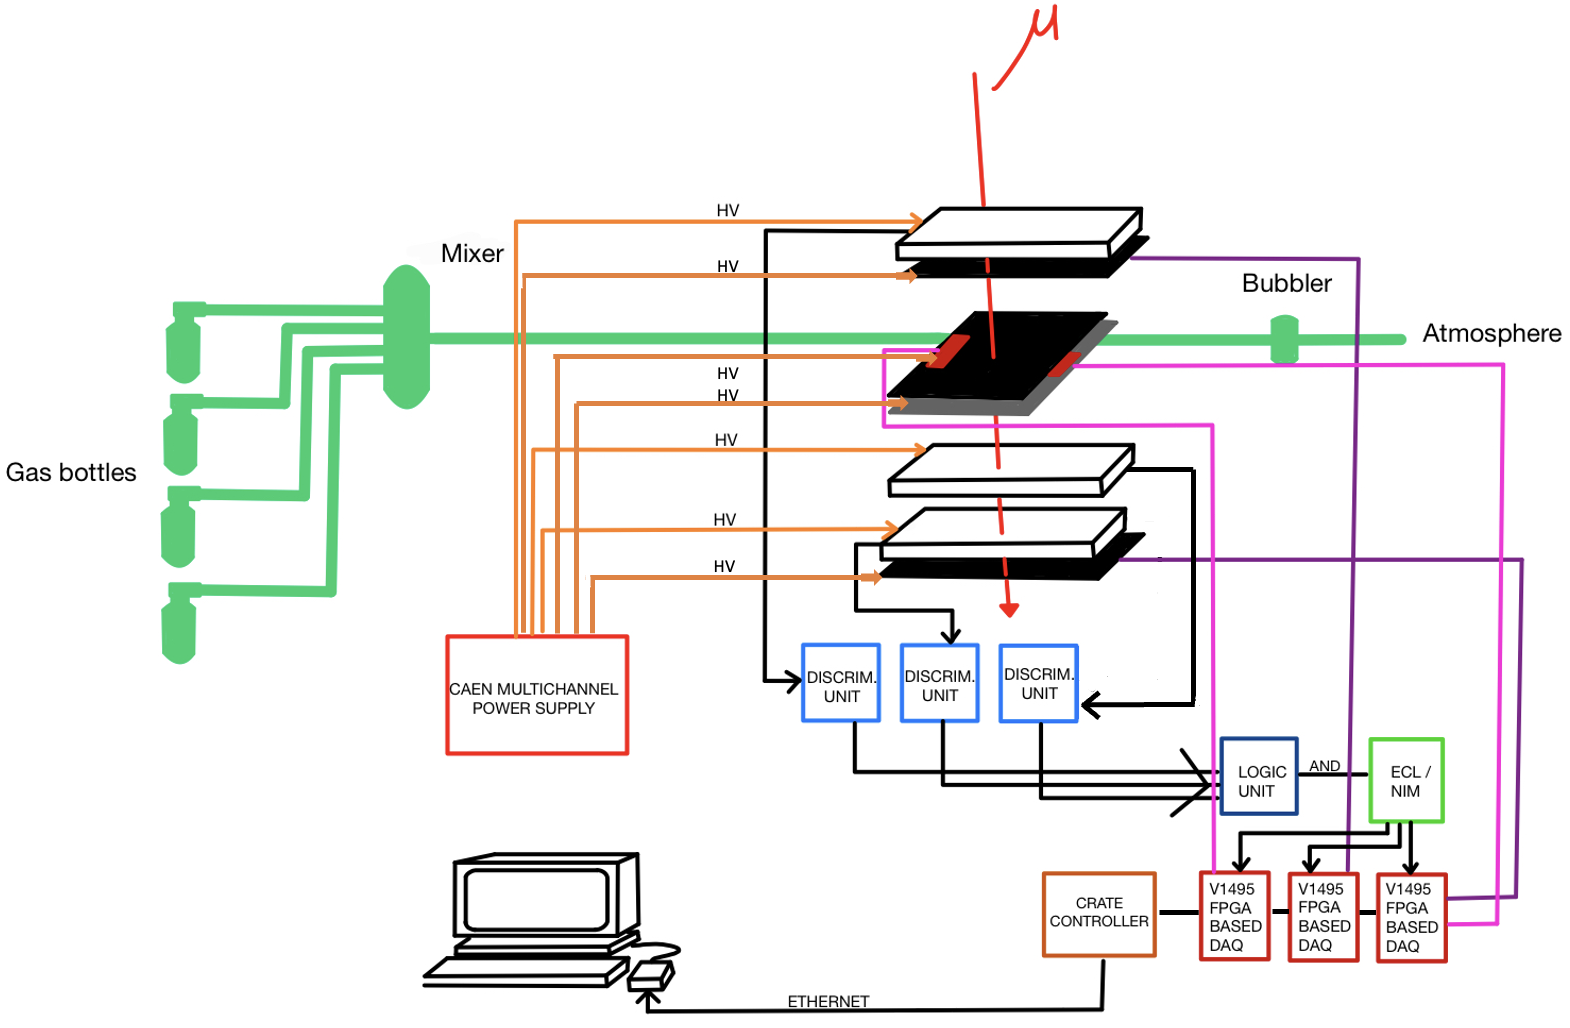 μ
HV
Mixer
HV
Bubbler
Atmosphere
HV
HV
HV
Gas bottles
HV
HV
CAEN MULTICHANNEL
POWER SUPPLY
DISCRIM.
UNIT
DISCRIM.
UNIT
DISCRIM.
UNIT
LOGIC
UNIT
AND
ECL /
NIM
CRATE
CONTROLLER
V1495
FPGA
BASED
DAQ
V1495
FPGA
BASED
DAQ
V1495
FPGA
BASED
DAQ
ETHERNET